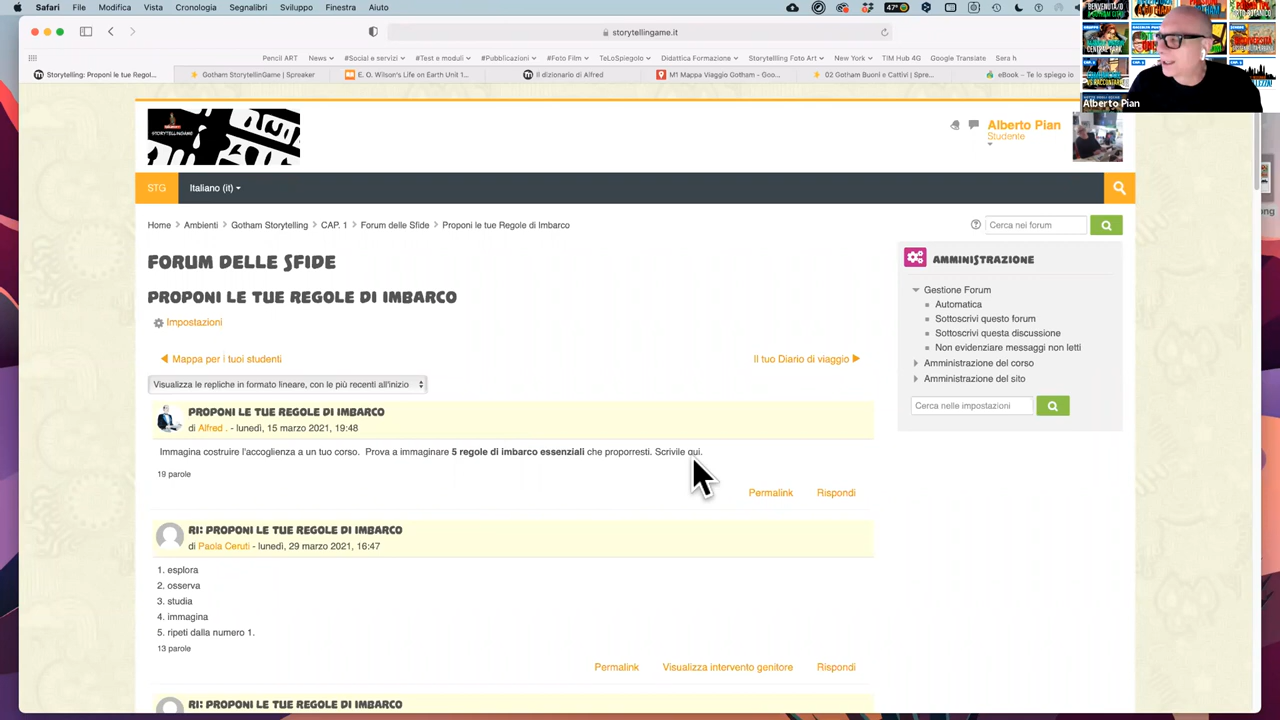 Safari File Modifica Vista Cronologia Segnalibri Sviluppo Finestra Aiuto
47°
storytellingame.it
Pencil ART News #Social e servizi #Test e moduli #Pubblicazioni #Foto Film TeLoSpiegolo Didattica Formazione Storytelling Foto Art New York TIM Hub 4G Google Translate Sera h
Storytelling: Proponi le tue Regol... Gotham StorytelinGame | Spreaker E. O. Wilson's Life on Earth Unit 1... Il dizionario di Alfred M1 Mappa Viaggio Gotham - Goo... 02 Gotham Buoni e Cattivi | Spre... eBook – Te lo spiego io
Alberto Pian
STORYTELLINGAME
Alberto Pian
Studente
STG Italiano (it)
Home Ambienti Gotham Storytelling CAP. 1 Forum delle Sfide Proponi le tue Regole di Imbarco
Cerca nei forum
FORUM DELLE SFIDE
PROPONI LE TUE REGOLE DI IMBARCO
Impostazioni
Mappa per i tuoi studenti
Il tuo Diario di viaggio
Visualizza le repliche in formato lineare, con le più recenti all'inizio
PROPONI LE TUE REGOLE DI IMBARCO
di Alfred . - lunedì, 15 marzo 2021, 19:48
Immagina costruire l'accoglienza a un tuo corso. Prova a immaginare 5 regole di imbarco essenziali che proporresti. Scrivile qui.
19 parole
Permalink Rispondi
RI: PROPONI LE TUE REGOLE DI IMBARCO
di Paola Ceruti - lunedì, 29 marzo 2021, 16:47
1. esplora
2. osserva
3. studia
4. immagina
5. ripeti dalla numero 1.
13 parole
Permalink Visualizza intervento genitore Rispondi
RI: PROPONI LE TUE REGOLE DI IMBARCO
AMMINISTRAZIONE
Gestione Forum
Automatica
Sottoscrivi questo forum
Sottoscrivi questa discussione
Non evidenziare messaggi non letti
Amministrazione del corso
Amministrazione del sito
Cerca nelle impostazioni